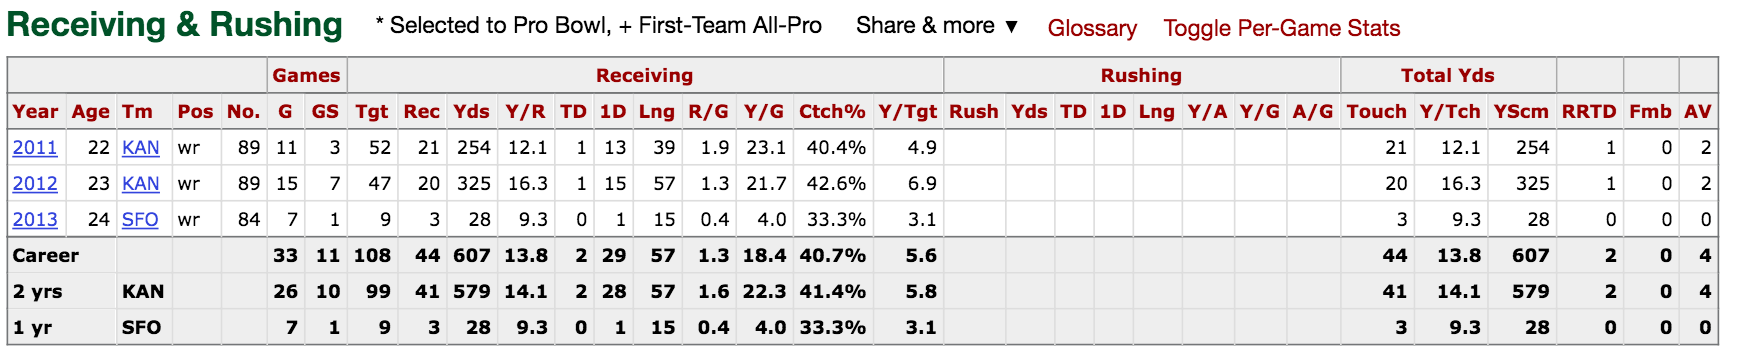 Receiving & Rushing * Selected to Pro Bowl, + First-Team All-Pro Share & more ▼ Glossary Toggle Per-Game Stats
Games Receiving Rushing Total Yds
Year Age Tm Pos No. G GS Tgt Rec Yds Y/R TD 1D Lng R/G Y/G Ctch% Y/Tgt Rush Yds TD 1D Lng Y/A Y/G A/G Touch Y/Tch YScm RRTD Fmb AV
2011 22 KAN wr 89 11 3 52 21 254 12.1 1 13 39 1.9 23.1 40.4% 4.9 21 12.1 254 1 0 2
2012 23 KAN wr 89 15 7 47 20 325 16.3 1 15 57 1.3 21.7 42.6% 6.9 20 16.3 325 1 0 2
2013 24 SFO wr 84 7 1 9 3 28 9.3 0 1 15 0.4 4.0 33.3% 3.1 3 9.3 28 0 0 0
Career 33 11 108 44 607 13.8 2 29 57 1.3 18.4 40.7% 5.6 44 13.8 607 2 0 4
2 yrs KAN 26 10 99 41 579 14.1 2 28 57 1.6 22.3 41.4% 5.8 41 14.1 579 2 0 4
1 yr SFO 7 1 9 3 28 9.3 0 1 15 0.4 4.0 33.3% 3.1 3 9.3 28 0 0 0